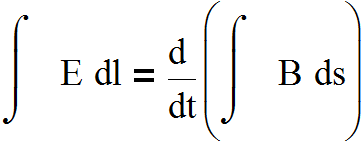 ∫ E dl = d/dt (∫ B ds)